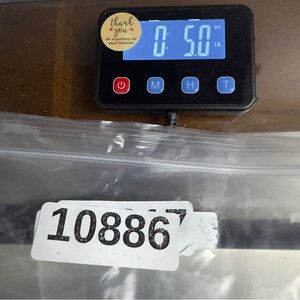 thank
you
for supporting our
small business
0: 5.0
oz
lb
M H T
10886